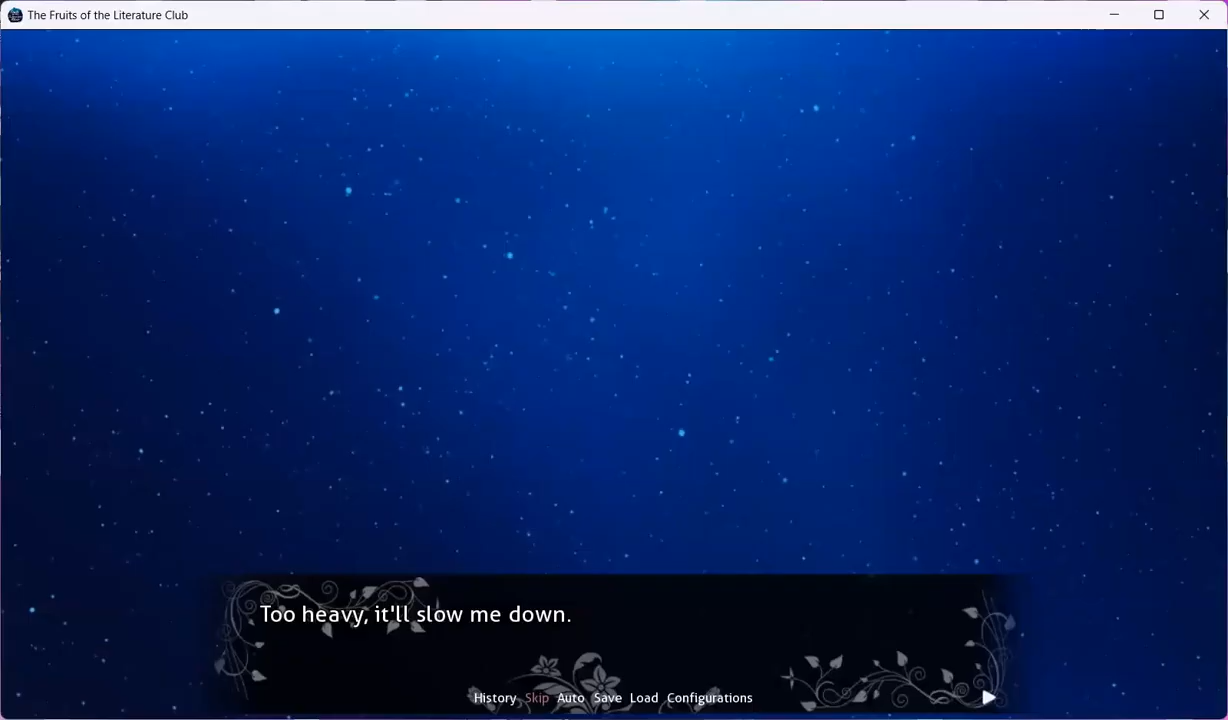 The Fruits of the Literature Club
Too heavy, it'll slow me down.
History Skip Auto Save Load Configurations